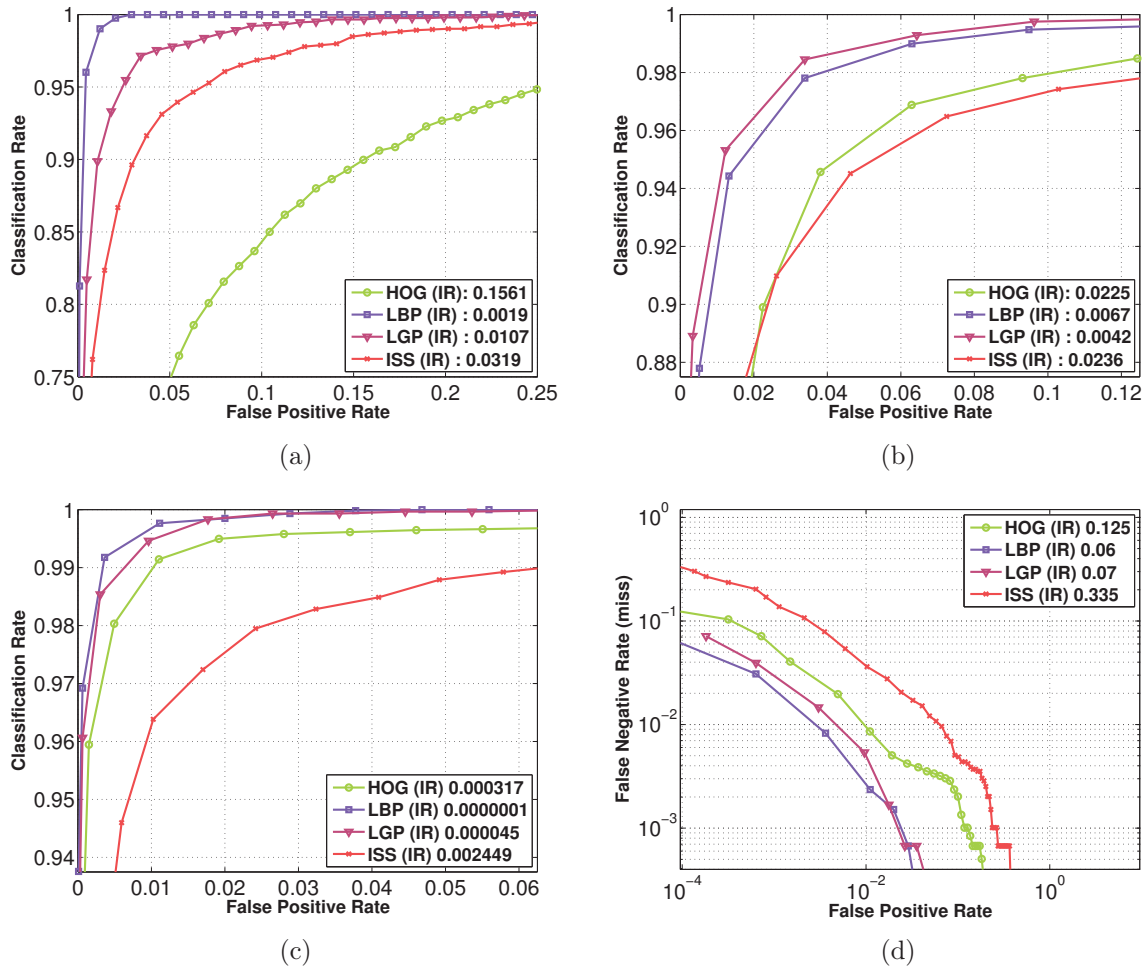 1
0.95
0.9
0.85
0.8
0.75
Classification Rate
0 0.05 0.1 0.15 0.2 0.25
False Positive Rate
HOG (IR): 0.1561
LBP (IR) : 0.0019
LGP (IR) : 0.0107
ISS (IR) : 0.0319
(a)
1
0.98
0.96
0.94
0.92
0.9
0.88
Classification Rate
0 0.02 0.04 0.06 0.08 0.1 0.12
False Positive Rate
HOG (IR): 0.0225
LBP (IR) : 0.0067
LGP (IR) : 0.0042
ISS (IR) : 0.0236
(b)
1
0.99
0.98
0.97
0.96
0.95
0.94
Classification Rate
0 0.01 0.02 0.03 0.04 0.05 0.06
False Positive Rate
HOG (IR) 0.000317
LBP (IR) 0.0000001
LGP (IR) 0.000045
ISS (IR) 0.002449
(c)
10^0
10^-1
10^-2
10^-3
False Negative Rate (miss)
10^-4 10^-2 10^0
False Positive Rate
HOG (IR) 0.125
LBP (IR) 0.06
LGP (IR) 0.07
ISS (IR) 0.335
(d)